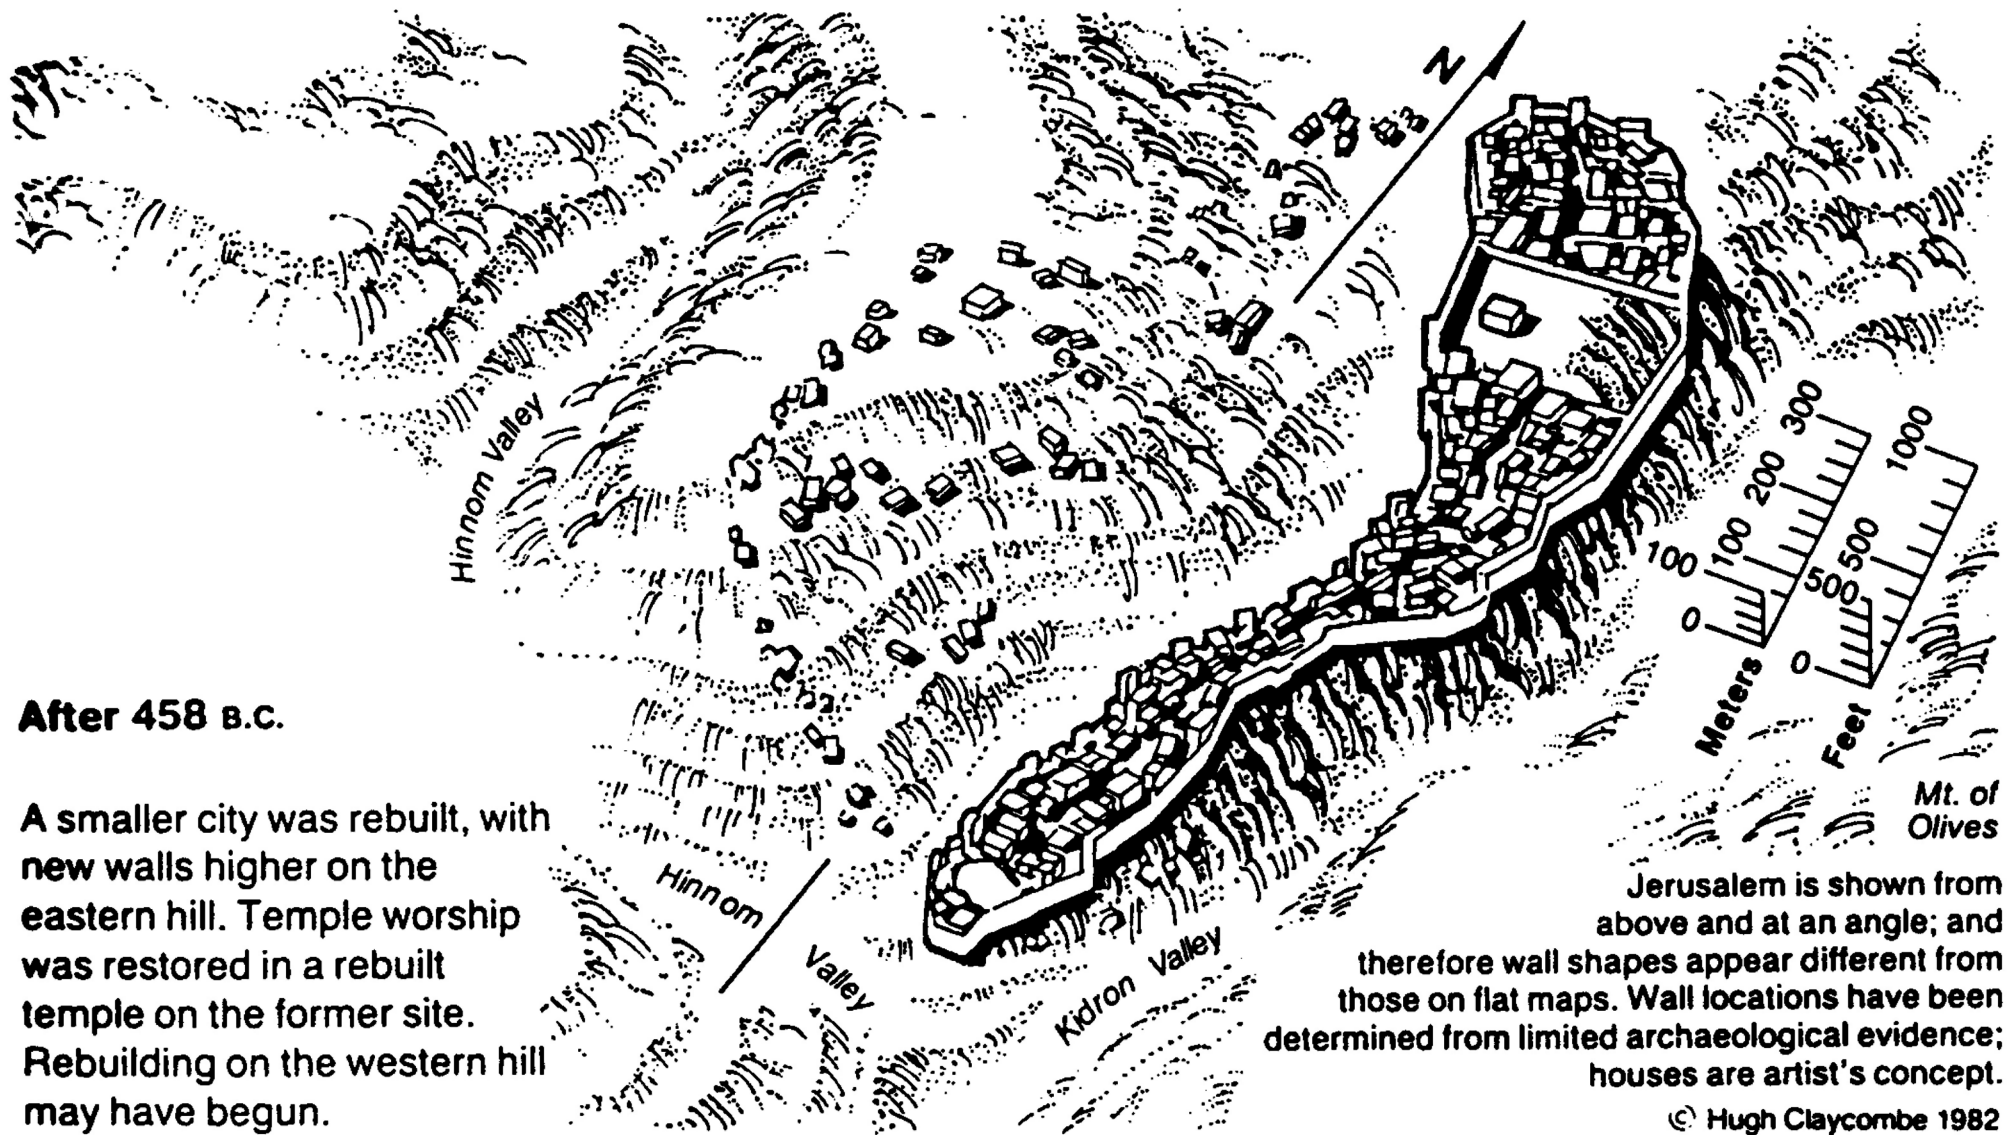 N
Hinnom Valley
300
200
100
100
0
Meters
1000
500
500
0
Feet
After 458 B.C.
A smaller city was rebuilt, with
new walls higher on the
eastern hill. Temple worship
was restored in a rebuilt
temple on the former site.
Rebuilding on the western hill
may have begun.
Hinnom
Valley
Kidron Valley
Mt. of
Olives
Jerusalem is shown from
above and at an angle; and
therefore wall shapes appear different from
those on flat maps. Wall locations have been
determined from limited archaeological evidence;
houses are artist's concept.
© Hugh Claycombe 1982